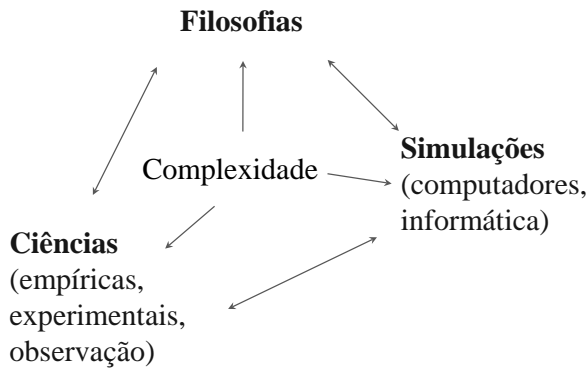 Filosofias
Complexidade
Simulações
(computadores,
informática)
Ciências
(empíricas,
experimentais,
observação)